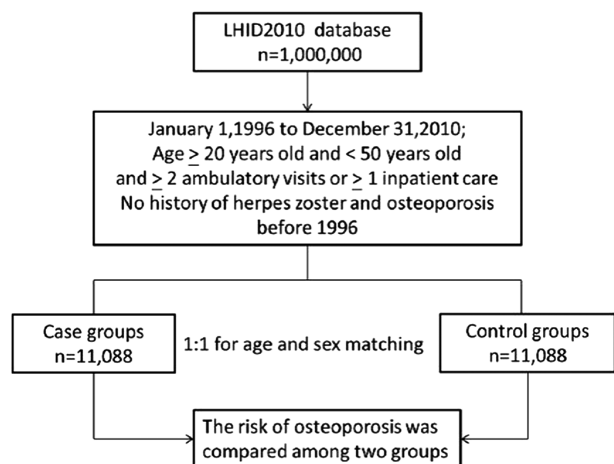 LHID2010 database
n=1,000,000
January 1,1996 to December 31,2010;
Age ≥ 20 years old and < 50 years old
and ≥ 2 ambulatory visits or ≥ 1 inpatient care
No history of herpes zoster and osteoporosis
before 1996
Case groups
n=11,088
1:1 for age and sex matching
Control groups
n=11,088
The risk of osteoporosis was
compared among two groups